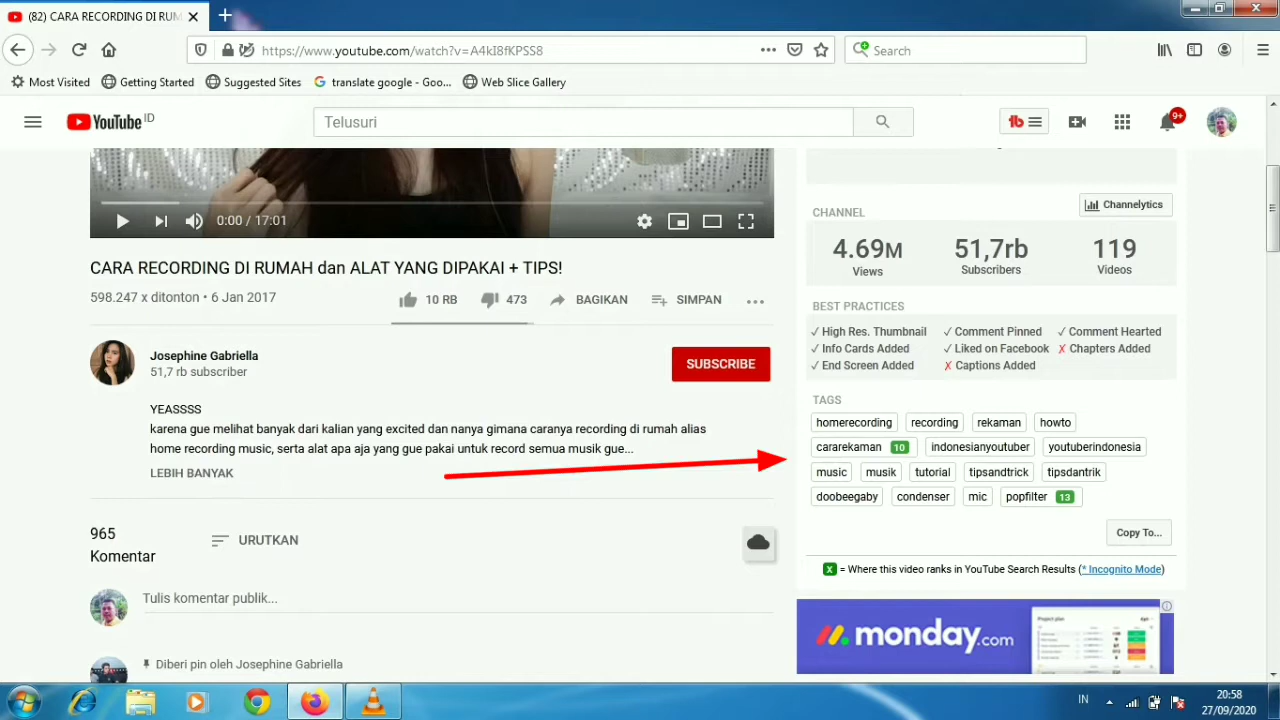 (82) CARA RECORDING DI RUM
https://www.youtube.com/watch?v=A4kI8fKPSS8
Search
Most Visited
Getting Started
Suggested Sites
translate google - Goo...
Web Slice Gallery
YouTube ID
Telusuri
9+
0:00 / 17:01
CARA RECORDING DI RUMAH dan ALAT YANG DIPAKAI + TIPS!
598.247 x ditonton • 6 Jan 2017
10 RB
473
BAGIKAN
SIMPAN
Josephine Gabriella
51,7 rb subscriber
SUBSCRIBE
YEASSSS
karena gue melihat banyak dari kalian yang excited dan nanya gimana caranya recording di rumah alias
home recording music, serta alat apa aja yang gue pakai untuk record semua musik gue...
LEBIH BANYAK
965
Komentar
URUTKAN
Tulis komentar publik...
Diberi pin oleh Josephine Gabriella
CHANNEL
Channelytics
4.69M 51,7rb 119
Views Subscribers Videos
BEST PRACTICES
✓ High Res. Thumbnail ✓ Comment Pinned ✓ Comment Hearted
✓ Info Cards Added ✓ Liked on Facebook ✗ Chapters Added
✓ End Screen Added ✗ Captions Added
TAGS
homerecording recording rekaman howto
cararekaman 10 indonesianyoutuber youtuberindonesia
music musik tutorial tipsandtrick tipsdantrik
doobeegaby condenser mic popfilter 13
Copy To...
X = Where this video ranks in YouTube Search Results (* Incognito Mode)
monday.com
Project plan
IN
20:58
27/09/2020